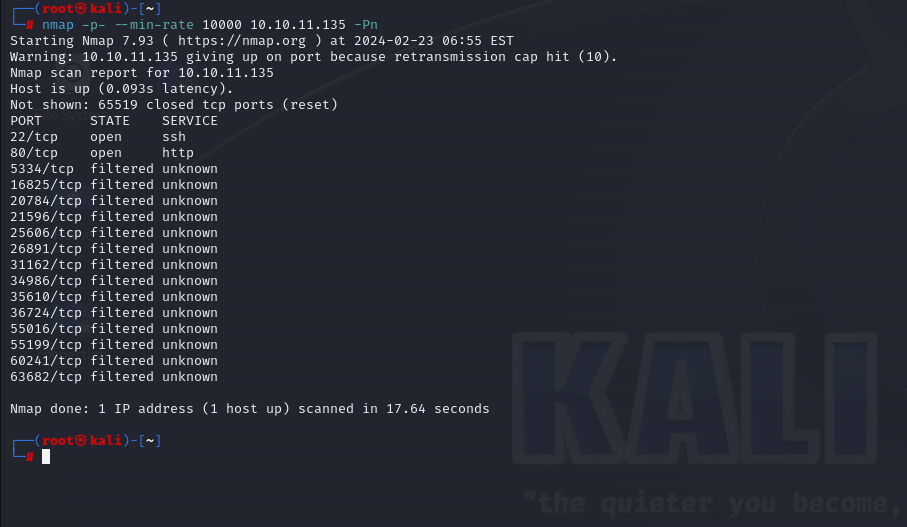 ┌──(root㉿kali)-[~]
└─# nmap -p- --min-rate 10000 10.10.11.135 -Pn
Starting Nmap 7.93 ( https://nmap.org ) at 2024-02-23 06:55 EST
Warning: 10.10.11.135 giving up on port because retransmission cap hit (10).
Nmap scan report for 10.10.11.135
Host is up (0.093s latency).
Not shown: 65519 closed tcp ports (reset)
PORT      STATE    SERVICE
22/tcp    open     ssh
80/tcp    open     http
5334/tcp  filtered unknown
16825/tcp filtered unknown
20784/tcp filtered unknown
21596/tcp filtered unknown
25606/tcp filtered unknown
26891/tcp filtered unknown
31162/tcp filtered unknown
34986/tcp filtered unknown
35610/tcp filtered unknown
36724/tcp filtered unknown
55016/tcp filtered unknown
55199/tcp filtered unknown
60241/tcp filtered unknown
63682/tcp filtered unknown
Nmap done: 1 IP address (1 host up) scanned in 17.64 seconds
┌──(root㉿kali)-[~]
└─#
KALI
"the quieter you become,